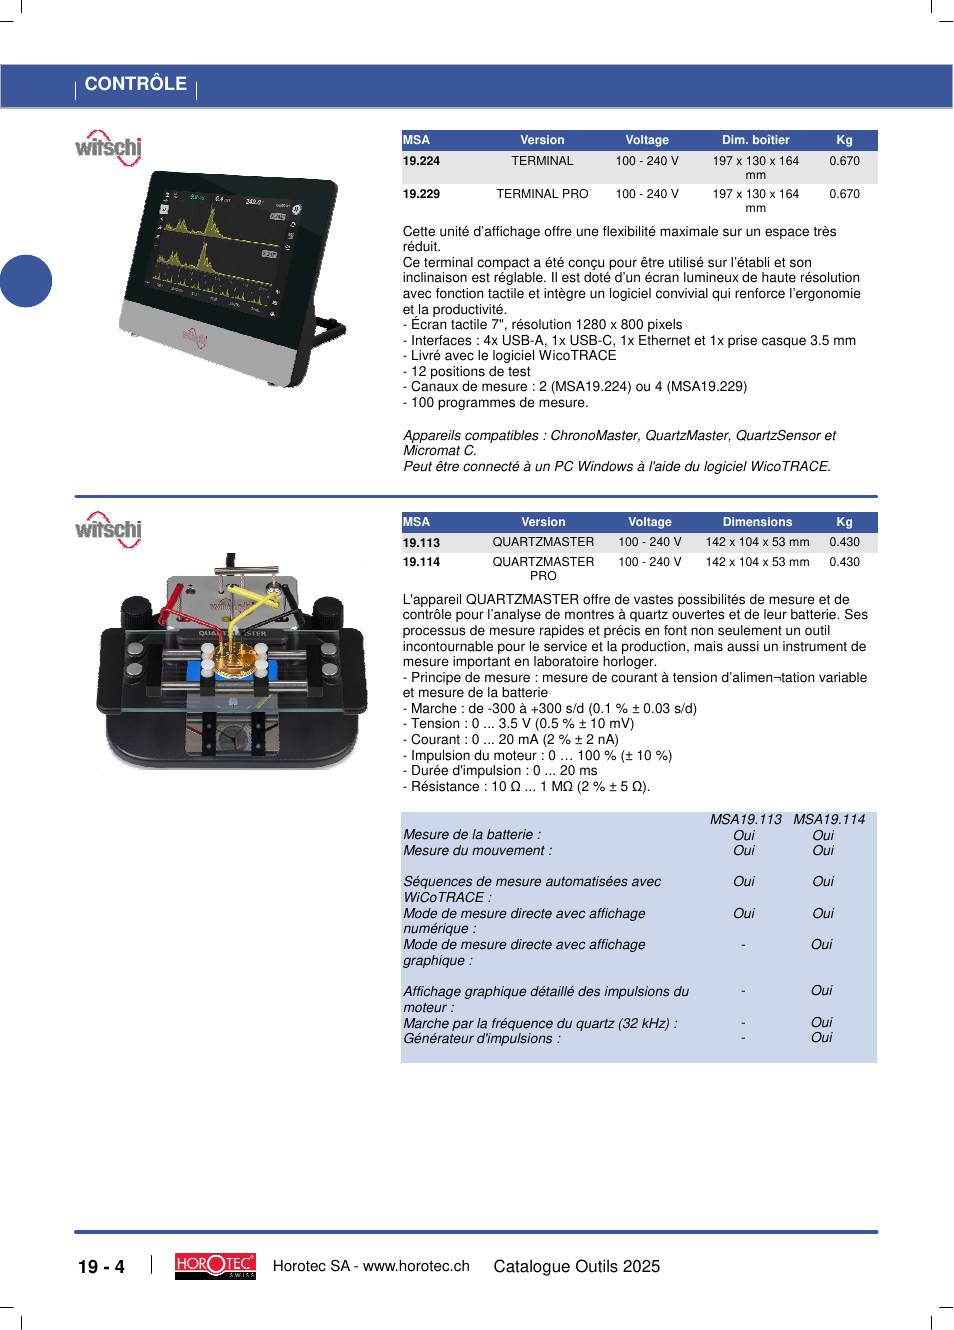 CONTRÔLE
witschi
MSA Version Voltage Dim. boîtier Kg
19.224 TERMINAL 100 - 240 V 197 x 130 x 164 mm 0.670
19.229 TERMINAL PRO 100 - 240 V 197 x 130 x 164 mm 0.670
Cette unité d’affichage offre une flexibilité maximale sur un espace très
réduit.
Ce terminal compact a été conçu pour être utilisé sur l’établi et son
inclinaison est réglable. Il est doté d’un écran lumineux de haute résolution
avec fonction tactile et intègre un logiciel convivial qui renforce l’ergonomie
et la productivité.
- Écran tactile 7", résolution 1280 x 800 pixels
- Interfaces : 4x USB-A, 1x USB-C, 1x Ethernet et 1x prise casque 3.5 mm
- Livré avec le logiciel WicoTRACE
- 12 positions de test
- Canaux de mesure : 2 (MSA19.224) ou 4 (MSA19.229)
- 100 programmes de mesure.
Appareils compatibles : ChronoMaster, QuartzMaster, QuartzSensor et
Micromat C.
Peut être connecté à un PC Windows à l'aide du logiciel WicoTRACE.
witschi
QUARTZMASTER
MSA Version Voltage Dimensions Kg
19.113 QUARTZMASTER 100 - 240 V 142 x 104 x 53 mm 0.430
19.114 QUARTZMASTER PRO 100 - 240 V 142 x 104 x 53 mm 0.430
L'appareil QUARTZMASTER offre de vastes possibilités de mesure et de
contrôle pour l’analyse de montres à quartz ouvertes et de leur batterie. Ses
processus de mesure rapides et précis en font non seulement un outil
incontournable pour le service et la production, mais aussi un instrument de
mesure important en laboratoire horloger.
- Principe de mesure : mesure de courant à tension d’alimen¬tation variable
et mesure de la batterie
- Marche : de -300 à +300 s/d (0.1 % ± 0.03 s/d)
- Tension : 0 ... 3.5 V (0.5 % ± 10 mV)
- Courant : 0 ... 20 mA (2 % ± 2 nA)
- Impulsion du moteur : 0 … 100 % (± 10 %)
- Durée d'impulsion : 0 ... 20 ms
- Résistance : 10 Ω ... 1 MΩ (2 % ± 5 Ω).
MSA19.113 MSA19.114
Mesure de la batterie : Oui Oui
Mesure du mouvement : Oui Oui
Séquences de mesure automatisées avec Oui Oui
WiCoTRACE :
Mode de mesure directe avec affichage Oui Oui
numérique :
Mode de mesure directe avec affichage - Oui
graphique :
Affichage graphique détaillé des impulsions du - Oui
moteur :
Marche par la fréquence du quartz (32 kHz) : - Oui
Générateur d'impulsions : - Oui
19 - 4 HOROTEC® SWISS Horotec SA - www.horotec.ch Catalogue Outils 2025